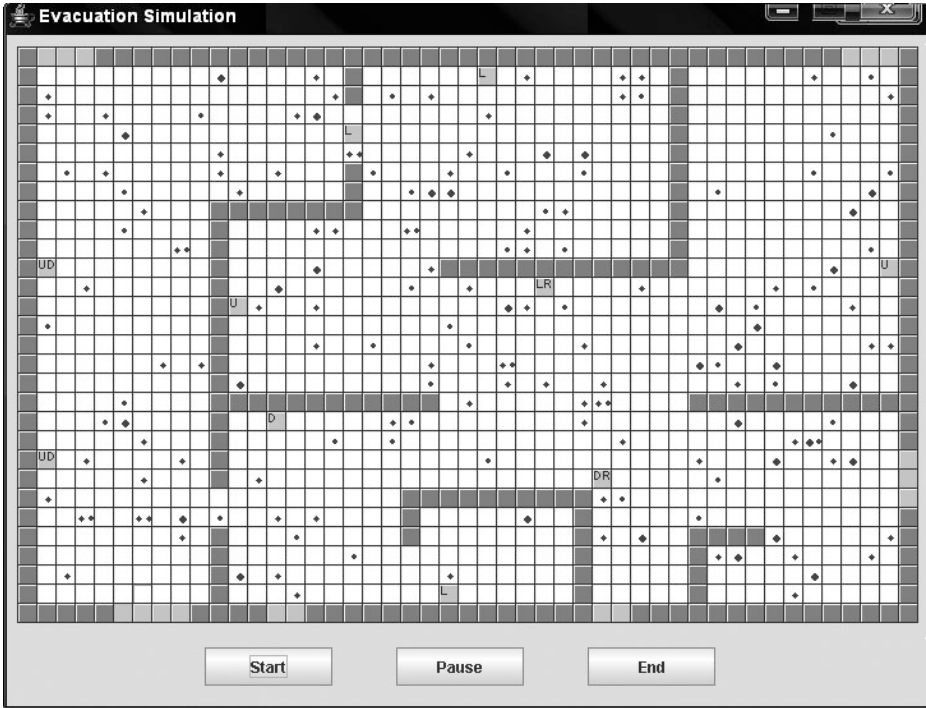 Evacuation Simulation
L
L
UD
U
LR
U
D
UD
DR
L
Start
Pause
End